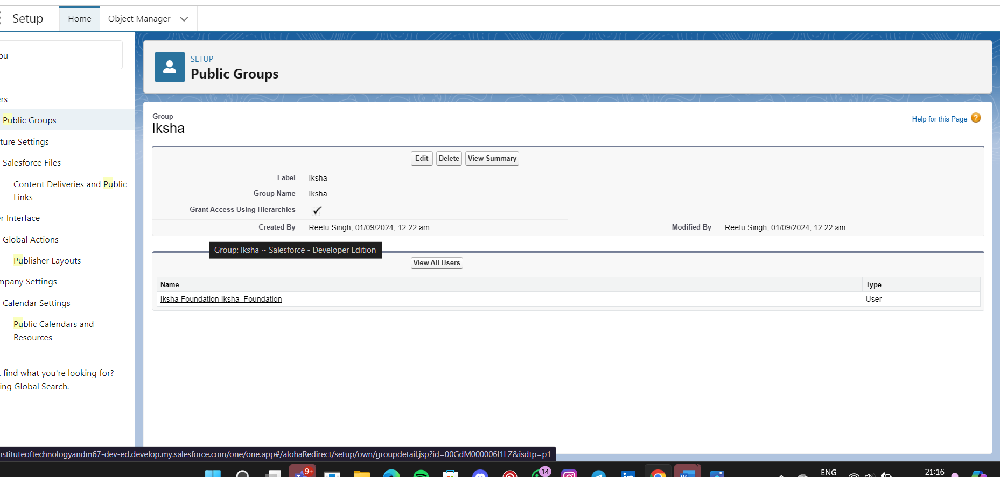 Setup
Home
Object Manager
pu
SETUP
Public Groups
ers
Public Groups
ture Settings
Salesforce Files
Content Deliveries and Public
Links
r Interface
Global Actions
Publisher Layouts
mpany Settings
Calendar Settings
Public Calendars and
Resources
find what you're looking for?
ing Global Search.
Group
Iksha
Help for this Page
Edit
Delete
View Summary
Label Iksha
Group Name Iksha
Grant Access Using Hierarchies
Created By Reetu Singh, 01/09/2024, 12:22 am
Modified By Reetu Singh, 01/09/2024, 12:22 am
Group: Iksha ~ Salesforce - Developer Edition
View All Users
Name Type
Iksha Foundation Iksha_Foundation User
nstituteoftechnologyandm67-dev-ed.develop.my.salesforce.com/one/one.app#/alohaRedirect/setup/own/groupdetail.jsp?id=00GdM000006I1LZ&isdtp=p1
9+
14
ENG
21:16